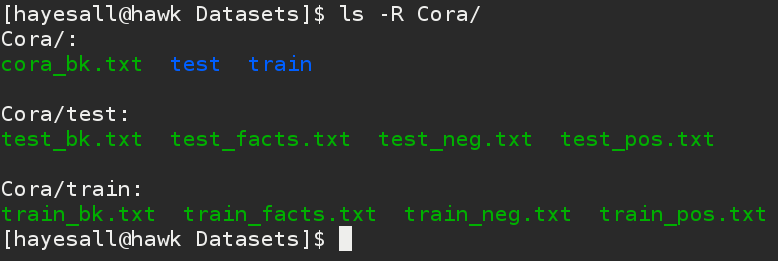 [hayesall@hawk Datasets]$ ls -R Cora/
Cora/:
cora_bk.txt  test  train

Cora/test:
test_bk.txt  test_facts.txt  test_neg.txt  test_pos.txt

Cora/train:
train_bk.txt  train_facts.txt  train_neg.txt  train_pos.txt
[hayesall@hawk Datasets]$